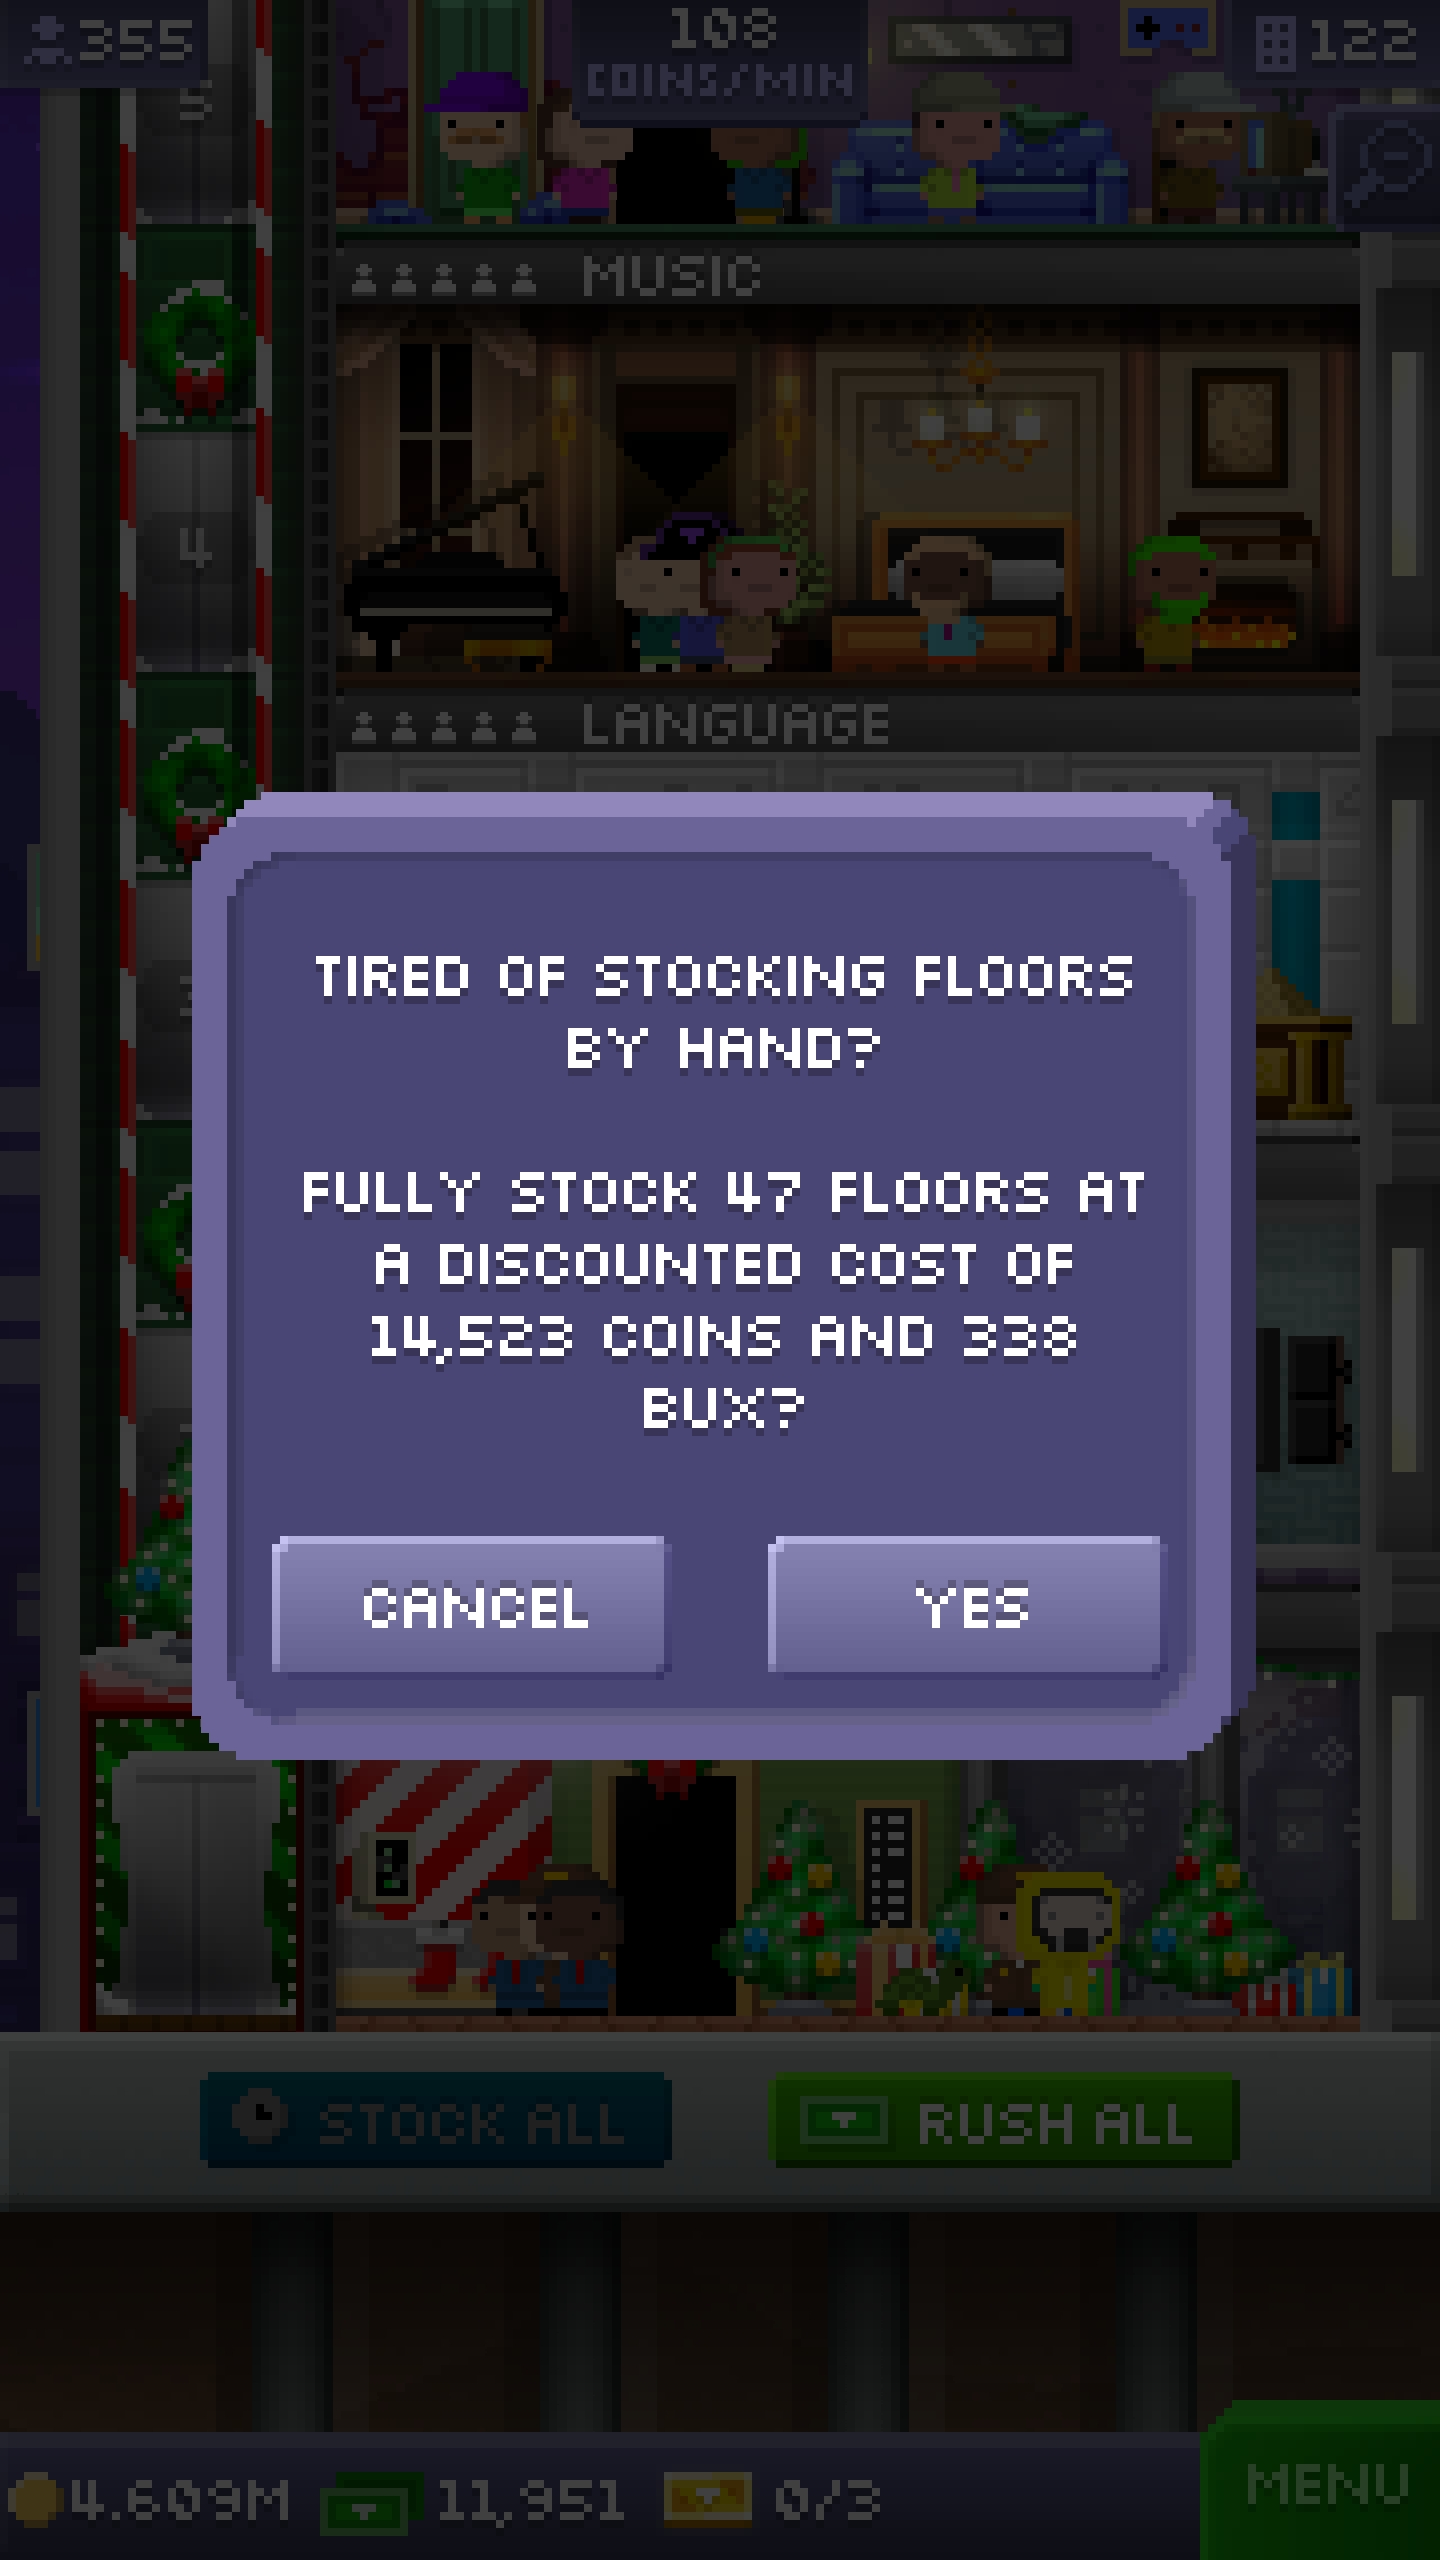 355
108
COINS/MIN
122
5
MUSIC
4
LANGUAGE
TIRED OF STOCKING FLOORS
BY HAND?
FULLY STOCK 47 FLOORS AT
A DISCOUNTED COST OF
14,523 COINS AND 338
BUX?
CANCEL
YES
STOCK ALL
RUSH ALL
4.609M
11,951
0/3
MENU